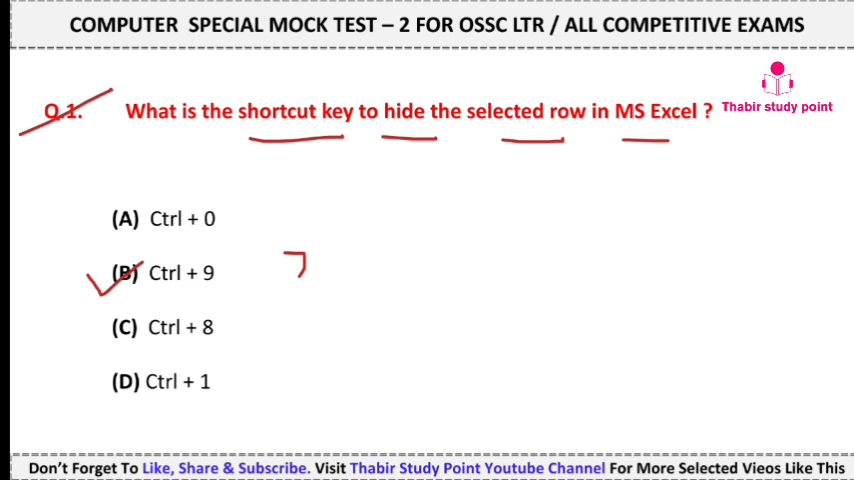 COMPUTER SPECIAL MOCK TEST – 2 FOR OSSC LTR / ALL COMPETITIVE EXAMS
Q.1. What is the shortcut key to hide the selected row in MS Excel ?
Thabir study point
(A) Ctrl + 0
(B) Ctrl + 9
(C) Ctrl + 8
(D) Ctrl + 1
Don't Forget To Like, Share & Subscribe. Visit Thabir Study Point Youtube Channel For More Selected Vieos Like This